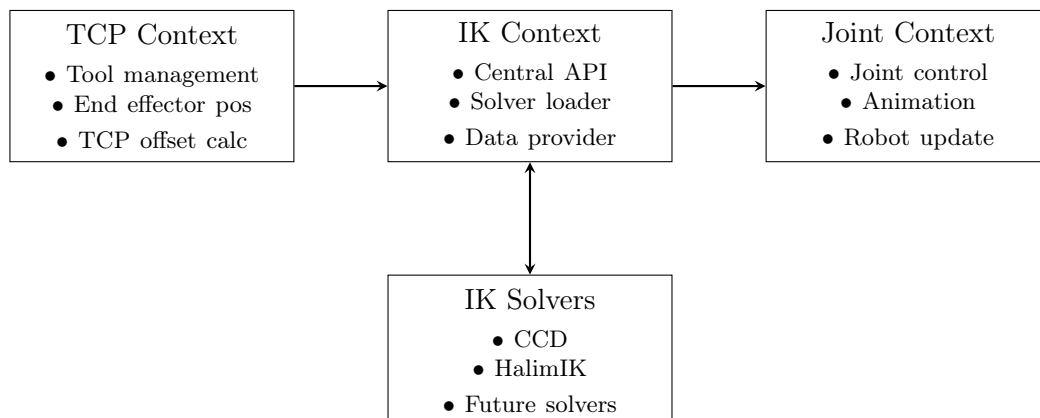 TCP Context
• Tool management
• End effector pos
• TCP offset calc
IK Context
• Central API
• Solver loader
• Data provider
Joint Context
• Joint control
• Animation
• Robot update
IK Solvers
• CCD
• HalimIK
• Future solvers